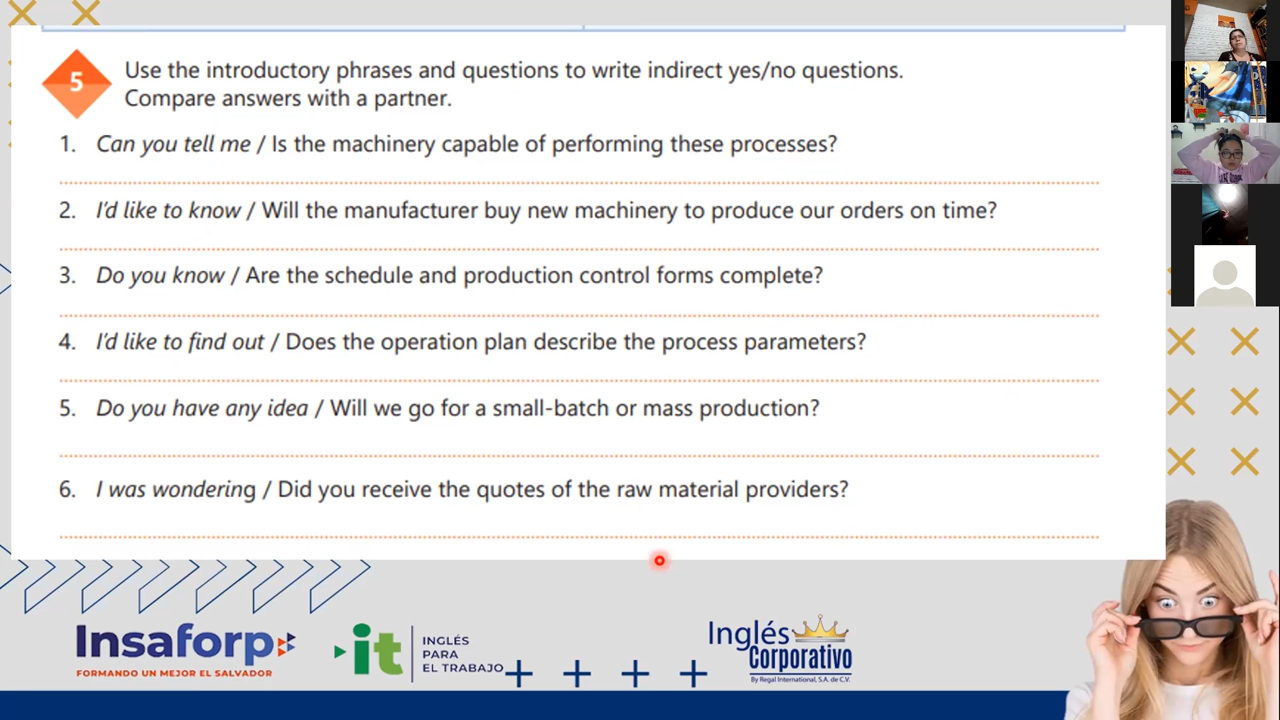 5
Use the introductory phrases and questions to write indirect yes/no questions.
Compare answers with a partner.
1. Can you tell me / Is the machinery capable of performing these processes?
2. I'd like to know / Will the manufacturer buy new machinery to produce our orders on time?
3. Do you know / Are the schedule and production control forms complete?
4. I'd like to find out / Does the operation plan describe the process parameters?
5. Do you have any idea / Will we go for a small-batch or mass production?
6. I was wondering / Did you receive the quotes of the raw material providers?
Insaforp
FORMANDO UN MEJOR EL SALVADOR
it
INGLÉS
PARA
EL TRABAJO
Inglés
Corporativo
By Regal International, S.A. de C.V.